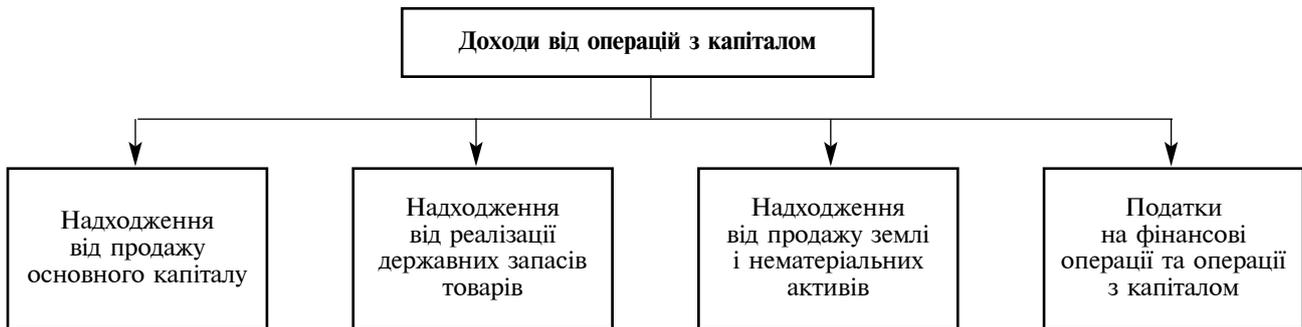 Доходи від операцій з капіталом
Надходження
від продажу
основного капіталу
Надходження
від реалізації
державних запасів
товарів
Надходження
від продажу землі
і нематеріальних
активів
Податки
на фінансові
операції та операції
з капіталом